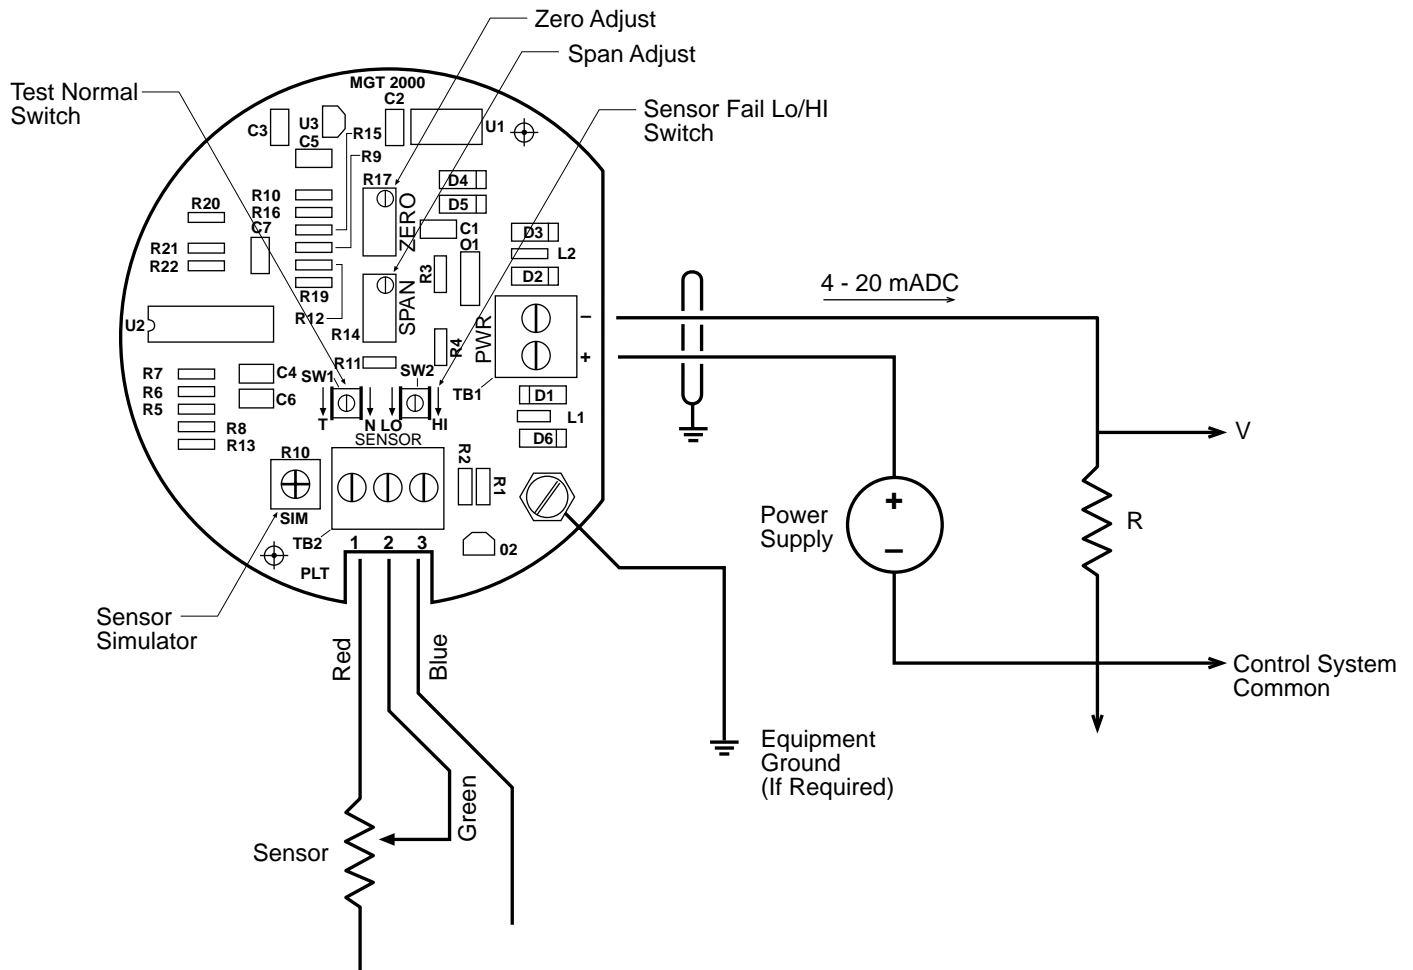 Zero Adjust
Span Adjust
Test Normal
Switch
Sensor Fail Lo/HI
Switch
MGT 2000
C2
C3
U3
C5
R15
U1
R9
R17
D4
R10
R20
R16
D5
C7
ZERO
C1
D3
O1
R21
L2
R22
R3
D2
R19
4 - 20 mADC
R12
SPAN
U2
R14
PWR
–
+
R4
R11
R7
C4
SW1
SW2
TB1
R6
C6
D1
R5
L1
T
N
LO
HI
R8
SENSOR
D6
V
R13
R10
R2
R1
SIM
Power
Supply
+
–
R
TB2
1
2
3
02
PLT
Sensor
Simulator
Red
Blue
Control System
Common
Equipment
Ground
(If Required)
Green
Sensor